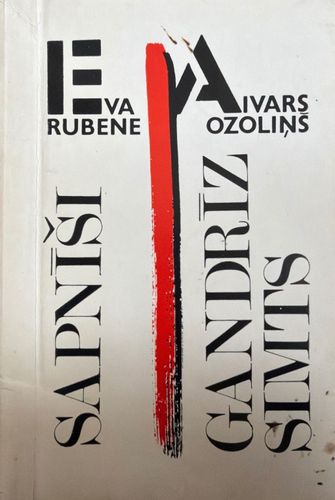 EVA
RUBENE
AIVARS
OZOLIŅŠ
SAPNĪŠI
GANDRĪZ
SIMTS